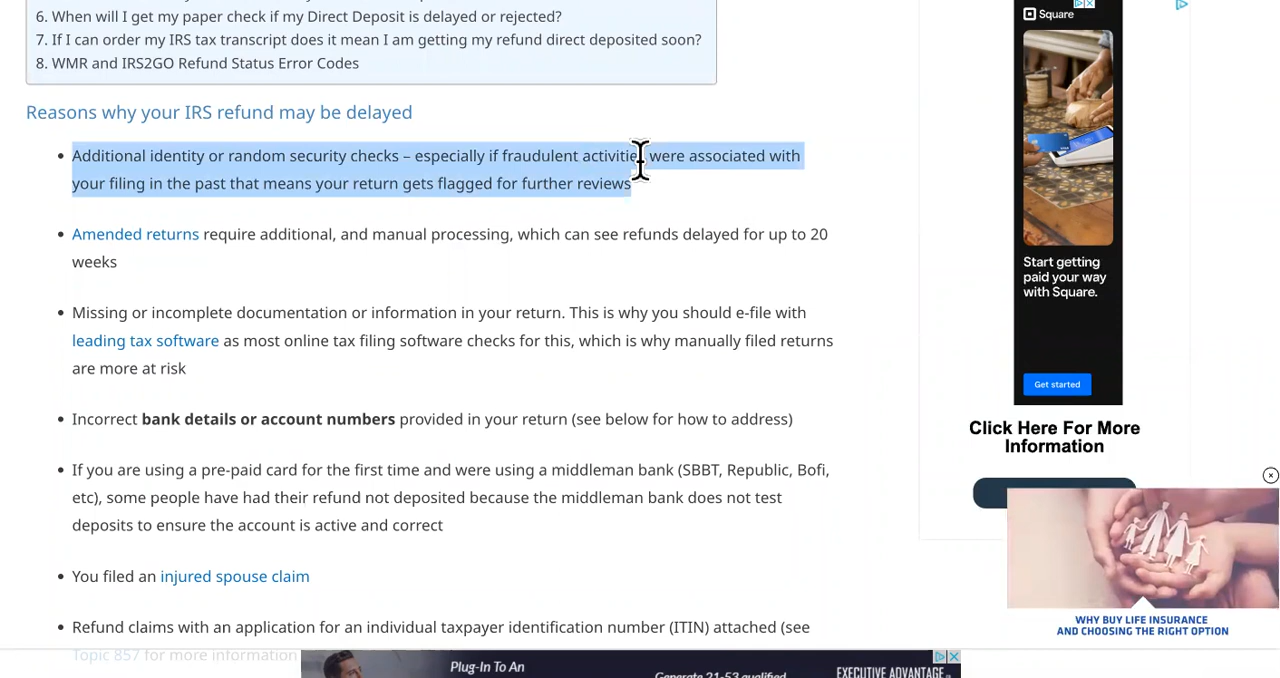 6. When will I get my paper check if my Direct Deposit is delayed or rejected?
7. If I can order my IRS tax transcript does it mean I am getting my refund direct deposited soon?
8. WMR and IRS2GO Refund Status Error Codes
Reasons why your IRS refund may be delayed
• Additional identity or random security checks – especially if fraudulent activities were associated with
your filing in the past that means your return gets flagged for further reviews
• Amended returns require additional, and manual processing, which can see refunds delayed for up to 20
weeks
• Missing or incomplete documentation or information in your return. This is why you should e-file with
leading tax software as most online tax filing software checks for this, which is why manually filed returns
are more at risk
• Incorrect bank details or account numbers provided in your return (see below for how to address)
• If you are using a pre-paid card for the first time and were using a middleman bank (SBBT, Republic, Bofi,
etc), some people have had their refund not deposited because the middleman bank does not test
deposits to ensure the account is active and correct
• You filed an injured spouse claim
• Refund claims with an application for an individual taxpayer identification number (ITIN) attached (see
Topic 857 for more information
Square
Start getting
paid your way
with Square.
Get started
Click Here For More
Information
WHY BUY LIFE INSURANCE
AND CHOOSING THE RIGHT OPTION
Plug-In To An
Generate 21-53 qualified
EXECUTIVE ADVANTAGE